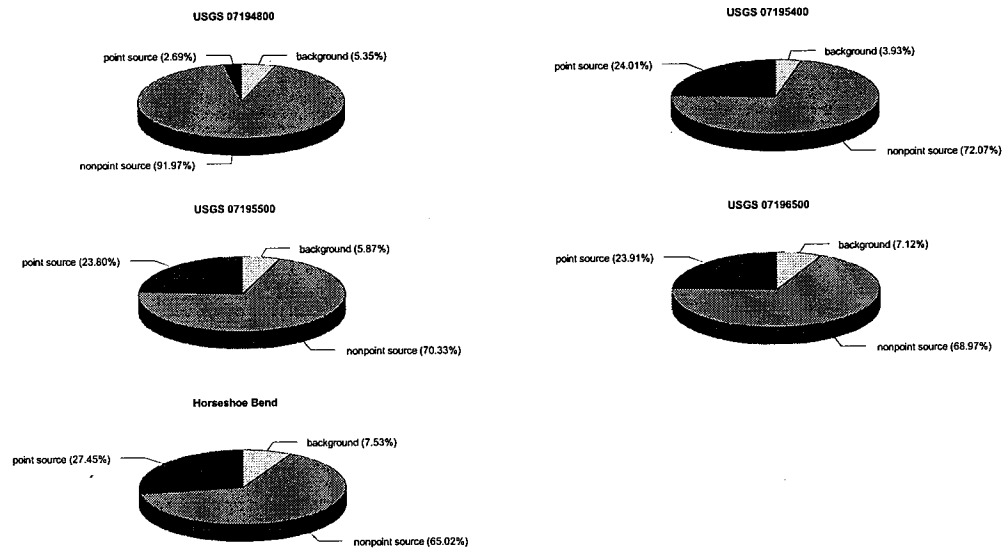 USGS 07194800
point source (2.69%)
background (5.35%)
nonpoint source (91.97%)
USGS 07195400
background (3.93%)
point source (24.01%)
nonpoint source (72.07%)
USGS 07195500
background (5.87%)
point source (23.80%)
nonpoint source (70.33%)
USGS 07196500
background (7.12%)
point source (23.91%)
nonpoint source (68.97%)
Horseshoe Bend
background (7.53%)
point source (27.45%)
nonpoint source (65.02%)